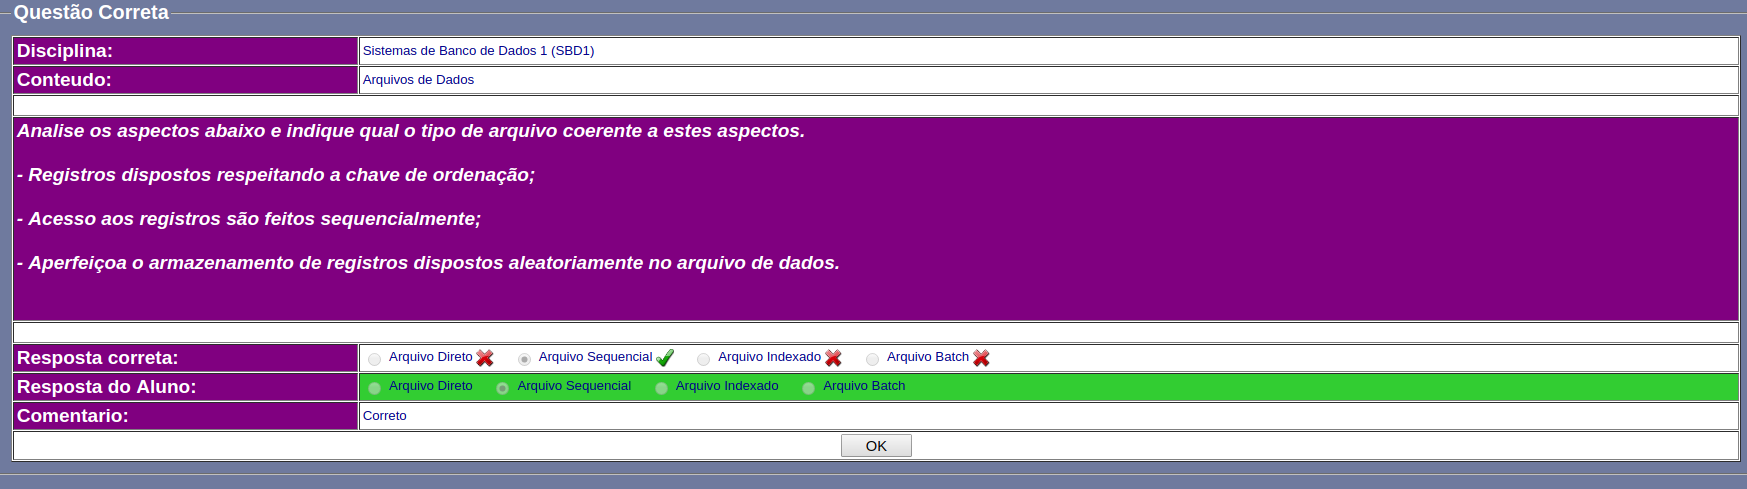 Questão Correta
Disciplina: Sistemas de Banco de Dados 1 (SBD1)
Conteudo: Arquivos de Dados
Analise os aspectos abaixo e indique qual o tipo de arquivo coerente a estes aspectos.
- Registros dispostos respeitando a chave de ordenação;
- Acesso aos registros são feitos sequencialmente;
- Aperfeiçoa o armazenamento de registros dispostos aleatoriamente no arquivo de dados.
Resposta correta: Arquivo Direto Arquivo Sequencial Arquivo Indexado Arquivo Batch
Resposta do Aluno: Arquivo Direto Arquivo Sequencial Arquivo Indexado Arquivo Batch
Comentario: Correto
OK